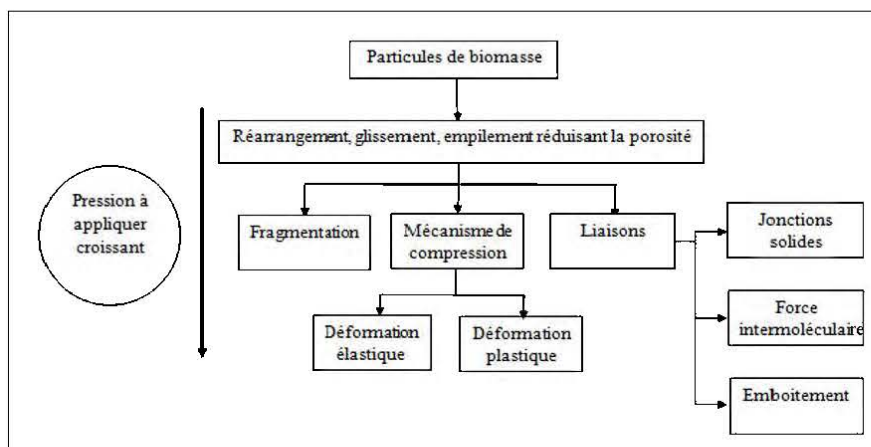 Particules de biomasse
Réarrangement, glissement, empilement réduisant la porosité
Pression à
appliquer
croissant
Fragmentation
Mécanisme de
compression
Liaisons
Jonctions
solides
Déformation
élastique
Déformation
plastique
Force
intermoléculaire
Emboitement